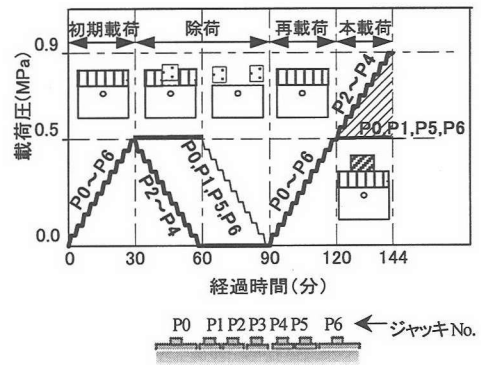 初期載荷 除荷 再載荷 本載荷
載荷圧(MPa)
0.9
0.5
0.0
P0～P6
P2～P4
P0,P1,P5,P6
P0～P6
P2～P4
P0,P1,P5,P6
0 30 60 90 120 144
経過時間(分)
P0 P1 P2 P3 P4 P5 P6 ←ジャッキNo.